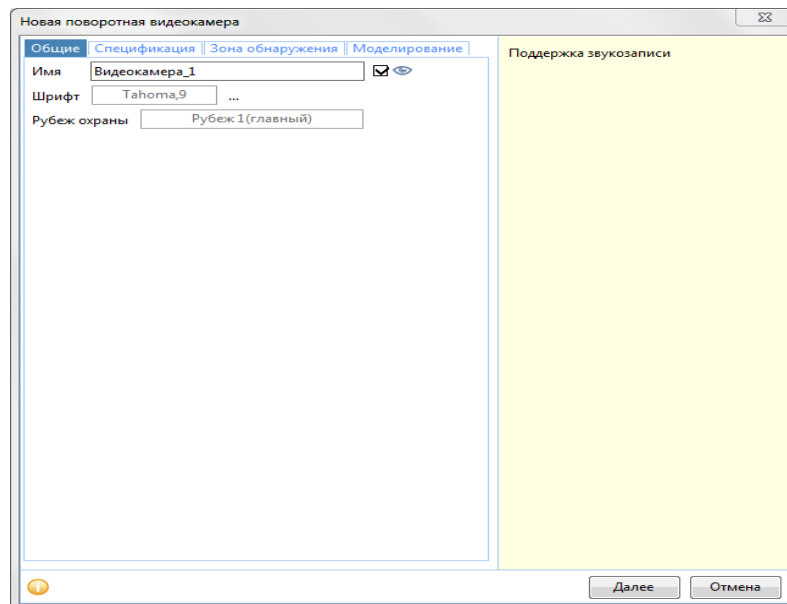 Новая поворотная видеокамера
Общие Спецификация Зона обнаружения Моделирование
Имя Видеокамера_1
Шрифт Tahoma,9 ...
Рубеж охраны Рубеж 1(главный)
Поддержка звукозаписи
Далее Отмена